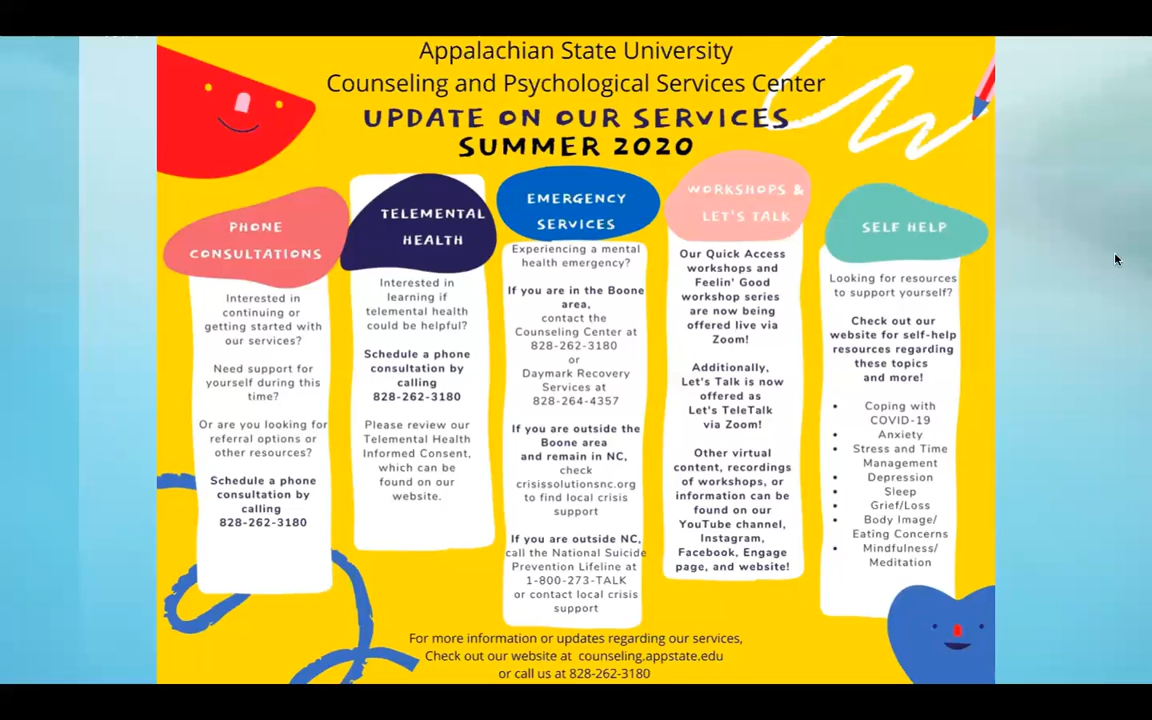 Appalachian State University
Counseling and Psychological Services Center
UPDATE ON OUR SERVICES
SUMMER 2020
PHONE
CONSULTATIONS
Interested in
continuing or
getting started with
our services?
Need support for
yourself during this
time?
Or are you looking for
referral options or
other resources?
Schedule a phone
consultation by
calling
828-262-3180
TELEMENTAL
HEALTH
Interested in
learning if
telemental health
could be helpful?
Schedule a phone
consultation by
calling
828-262-3180
Please review our
Telemental Health
Informed Consent,
which can be
found on our
website.
EMERGENCY
SERVICES
Experiencing a mental
health emergency?
If you are in the Boone
area,
contact the
Counseling Center at
828-262-3180
or
Daymark Recovery
Services at
828-264-4357
If you are outside the
Boone area
and remain in NC,
check
crisissolutionsnc.org
to find local crisis
support
If you are outside NC,
call the National Suicide
Prevention Lifeline at
1-800-273-TALK
or contact local crisis
support
WORKSHOPS &
LET'S TALK
Our Quick Access
workshops and
Feelin' Good
workshop series
are now being
offered live via
Zoom!
Additionally,
Let's Talk is now
offered as
Let's TeleTalk
via Zoom!
Other virtual
content, recordings
of workshops, or
information can be
found on our
YouTube channel,
Instagram,
Facebook, Engage
page, and website!
SELF HELP
Looking for resources
to support yourself?
Check out our
website for self-help
resources regarding
these topics
and more!
• Coping with
COVID-19
• Anxiety
• Stress and Time
Management
• Depression
• Sleep
• Grief/Loss
• Body Image/
Eating Concerns
• Mindfulness/
Meditation
For more information or updates regarding our services,
Check out our website at counseling.appstate.edu
or call us at 828-262-3180